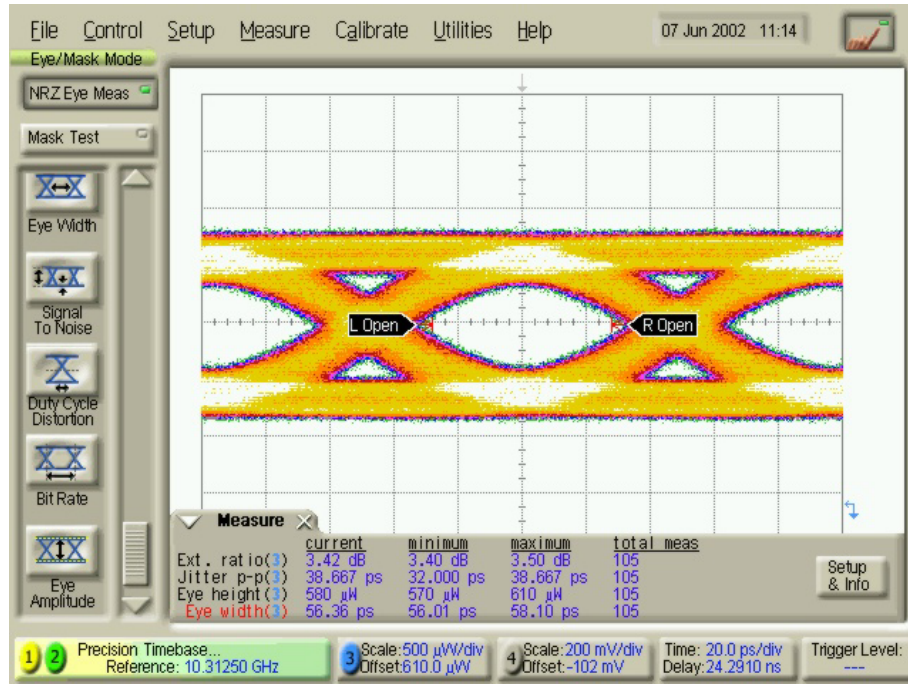 File Control Setup Measure Calibrate Utilities Help 07 Jun 2002 11:14
Eye/Mask Mode
NRZ Eye Meas
Mask Test
Eye Width
Signal
To Noise
Duty Cycle
Distortion
Bit Rate
Eye
Amplitude
L Open R Open
Measure
current minimum maximum total meas
Ext. ratio(3) 3.42 dB 3.40 dB 3.50 dB 105
Jitter p-p(3) 38.667 ps 32.000 ps 38.667 ps 105
Eye height(3) 580 µW 570 µW 610 µW 105
Eye width(3) 56.36 ps 56.01 ps 58.10 ps 105
Setup
& Info
1 2 Precision Timebase...
Reference: 10.31250 GHz
3 Scale:500 µW/div
Offset:610.0 µW
4 Scale:200 mV/div
Offset:-102 mV
Time: 20.0 ps/div
Delay:24.2910 ns
Trigger Level:
---